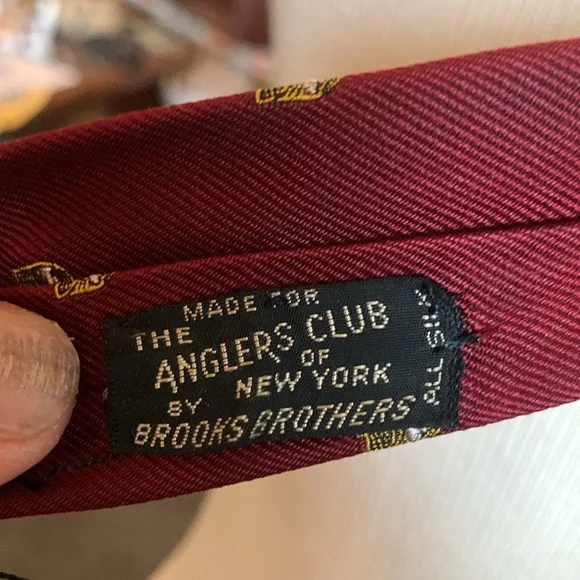 MADE FOR
THE
ANGLERS CLUB
OF
NEW YORK
BY
BROOKS BROTHERS
ALL SILK